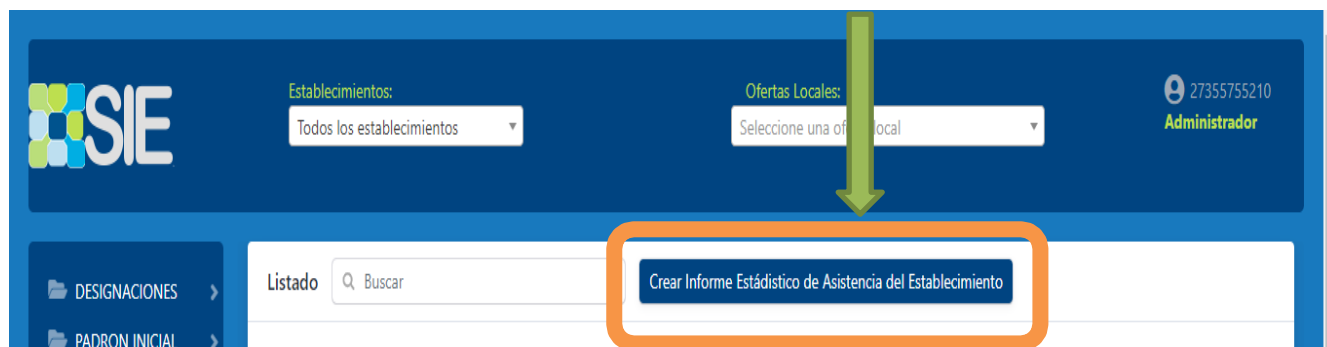 SIE
Establecimientos:
Todos los establecimientos
Ofertas Locales:
Seleccione una of local
27355755210
Administrador
DESIGNACIONES
PADRON INICIAL
Listado
Buscar
Crear Informe Estádistico de Asistencia del Establecimiento